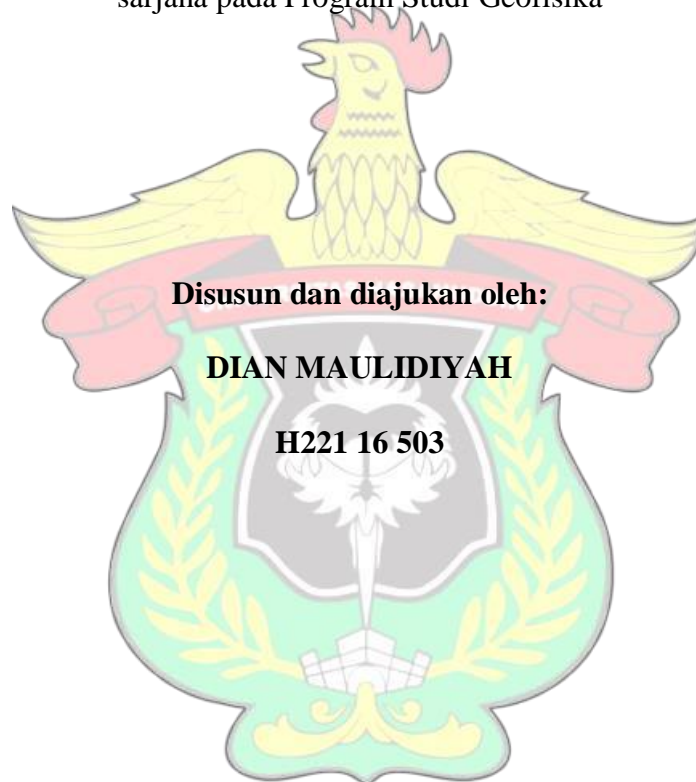 sarjana pada Program Studi Geofisika
Disusun dan diajukan oleh:
DIAN MAULIDIYAH
H221 16 503